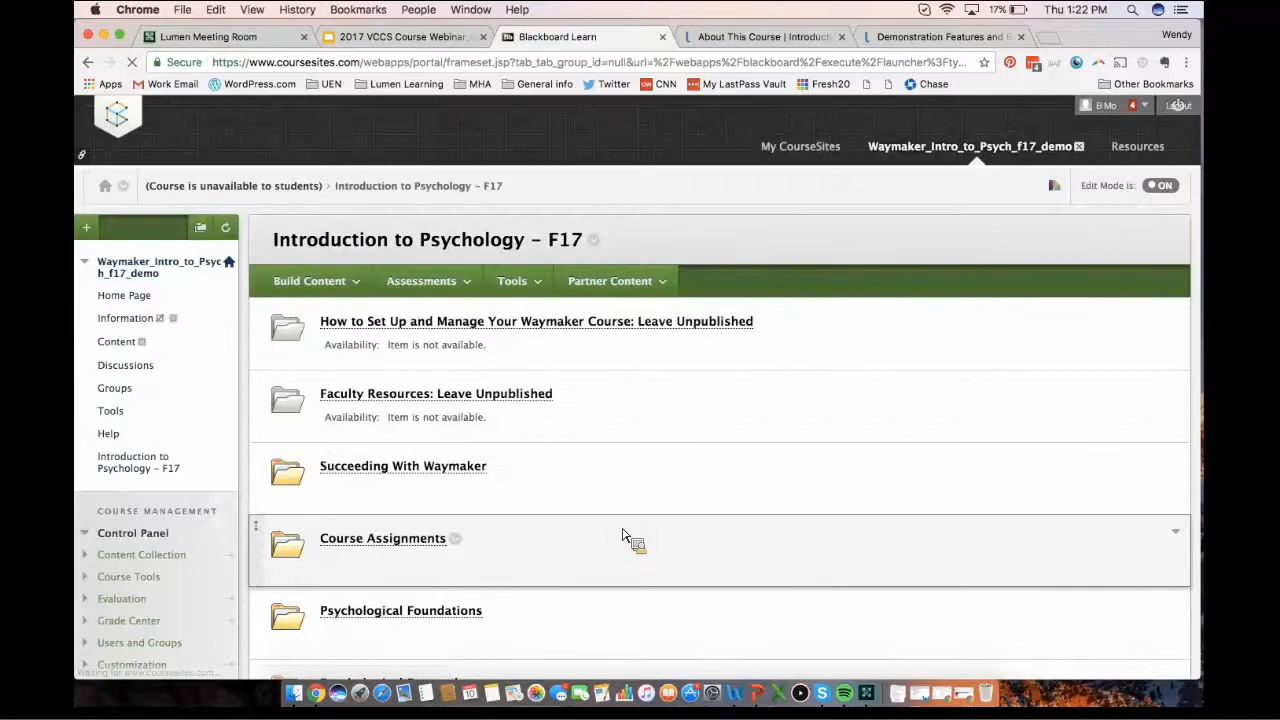 Chrome File Edit View History Bookmarks People Window Help 17% Thu 1:22 PM
Lumen Meeting Room 2017 VCCS Course Webinar, Blackboard Learn About This Course | Introducti Demonstration Features and B Wendy
Secure https://www.coursesites.com/webapps/portal/frameset.jsp?tab_tab_group_id=null&url=%2Fwebapps%2Fblackboard%2Fexecute%2Flauncher%3Fty...
Apps Work Email WordPress.com UEN Lumen Learning MHA General info Twitter CNN My LastPass Vault Fresh20 Chase Other Bookmarks
B Mo 4 Logout
My CourseSites Waymaker_Intro_to_Psych_f17_demo Resources
(Course is unavailable to students) Introduction to Psychology – F17 Edit Mode is: ON
Introduction to Psychology – F17
Build Content Assessments Tools Partner Content
Waymaker_Intro_to_Psyc
h_f17_demo
Home Page
Information
Content
Discussions
Groups
Tools
Help
Introduction to
Psychology – F17
COURSE MANAGEMENT
Control Panel
Content Collection
Course Tools
Evaluation
Grade Center
Users and Groups
Customization
Waiting for www.coursesites.com...
How to Set Up and Manage Your Waymaker Course: Leave Unpublished
Availability: Item is not available.
Faculty Resources: Leave Unpublished
Availability: Item is not available.
Succeeding With Waymaker
Course Assignments
Psychological Foundations